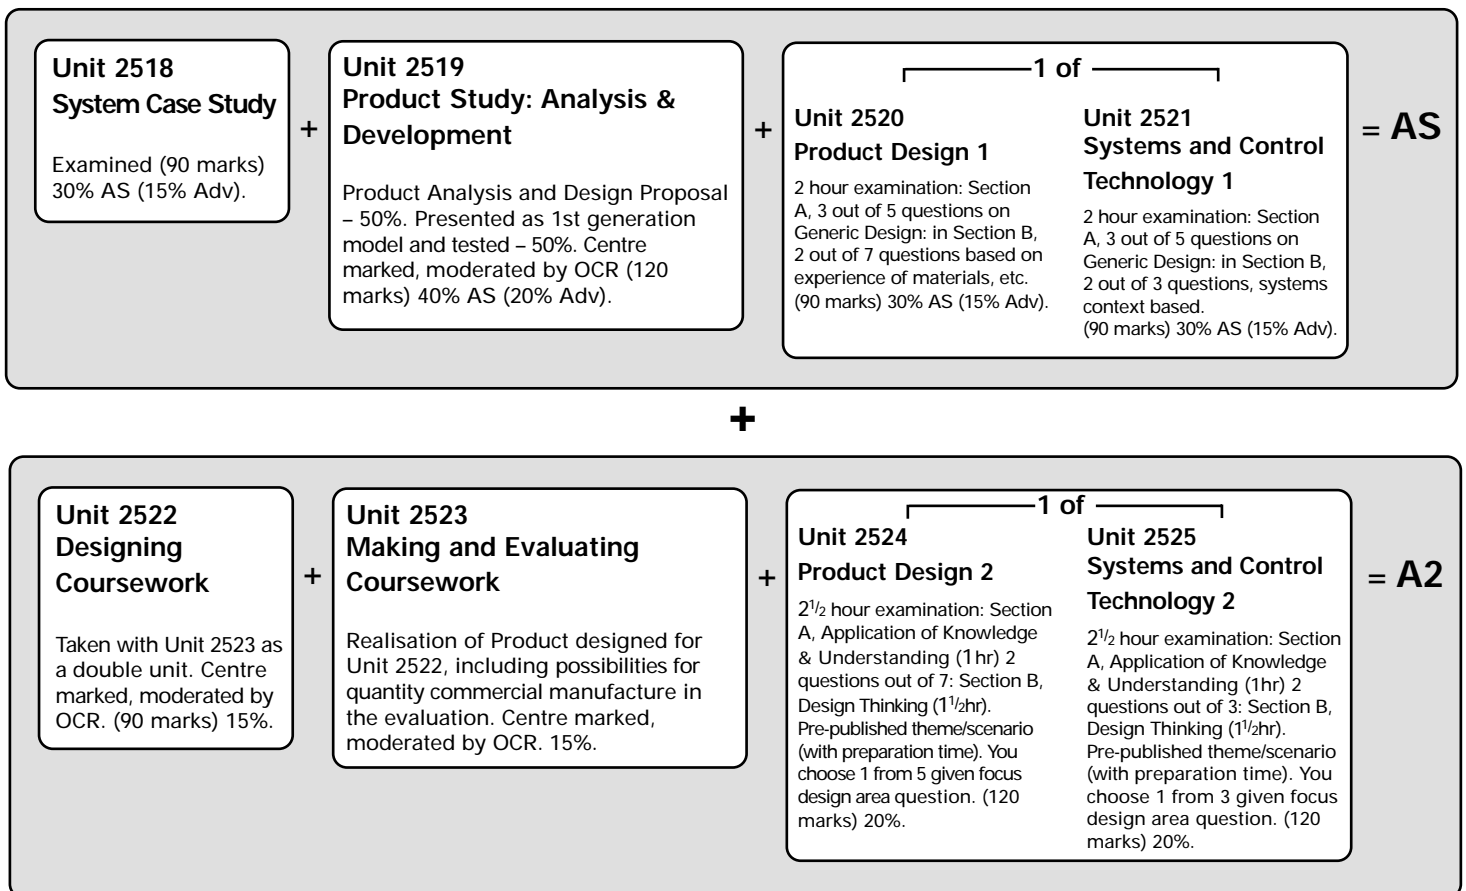 Unit 2518
System Case Study
Examined (90 marks)
30% AS (15% Adv).
+
Unit 2519
Product Study: Analysis &
Development
Product Analysis and Design Proposal
– 50%. Presented as 1st generation
model and tested – 50%. Centre
marked, moderated by OCR (120
marks) 40% AS (20% Adv).
+
1 of
Unit 2520
Product Design 1
2 hour examination: Section
A, 3 out of 5 questions on
Generic Design: in Section B,
2 out of 7 questions based on
experience of materials, etc.
(90 marks) 30% AS (15% Adv).
Unit 2521
Systems and Control
Technology 1
2 hour examination: Section
A, 3 out of 5 questions on
Generic Design: in Section B,
2 out of 3 questions, systems
context based.
(90 marks) 30% AS (15% Adv).
= AS
+
Unit 2522
Designing
Coursework
Taken with Unit 2523 as
a double unit. Centre
marked, moderated by
OCR. (90 marks) 15%.
+
Unit 2523
Making and Evaluating
Coursework
Realisation of Product designed for
Unit 2522, including possibilities for
quantity commercial manufacture in
the evaluation. Centre marked,
moderated by OCR. 15%.
+
1 of
Unit 2524
Product Design 2
2 1/2 hour examination: Section
A, Application of Knowledge
& Understanding (1hr) 2
questions out of 7: Section B,
Design Thinking (1 1/2hr).
Pre-published theme/scenario
(with preparation time). You
choose 1 from 5 given focus
design area question. (120
marks) 20%.
Unit 2525
Systems and Control
Technology 2
2 1/2 hour examination: Section
A, Application of Knowledge
& Understanding (1hr) 2
questions out of 3: Section B,
Design Thinking (1 1/2hr).
Pre-published theme/scenario
(with preparation time). You
choose 1 from 3 given focus
design area question. (120
marks) 20%.
= A2